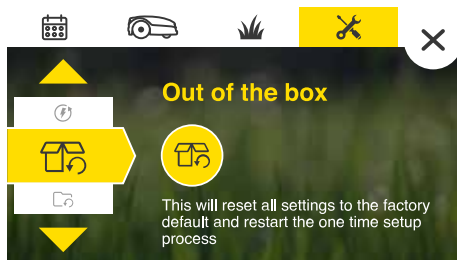 Out of the box
This will reset all settings to the factory
default and restart the one time setup
process